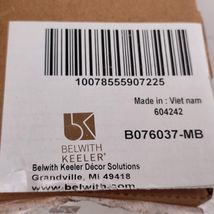 10078555907225
Made in : Viet nam
604242
BELWITH
KEELER®
B076037-MB
Belwith Keeler Décor Solutions
Grandville, MI 49418
www.belwith.com